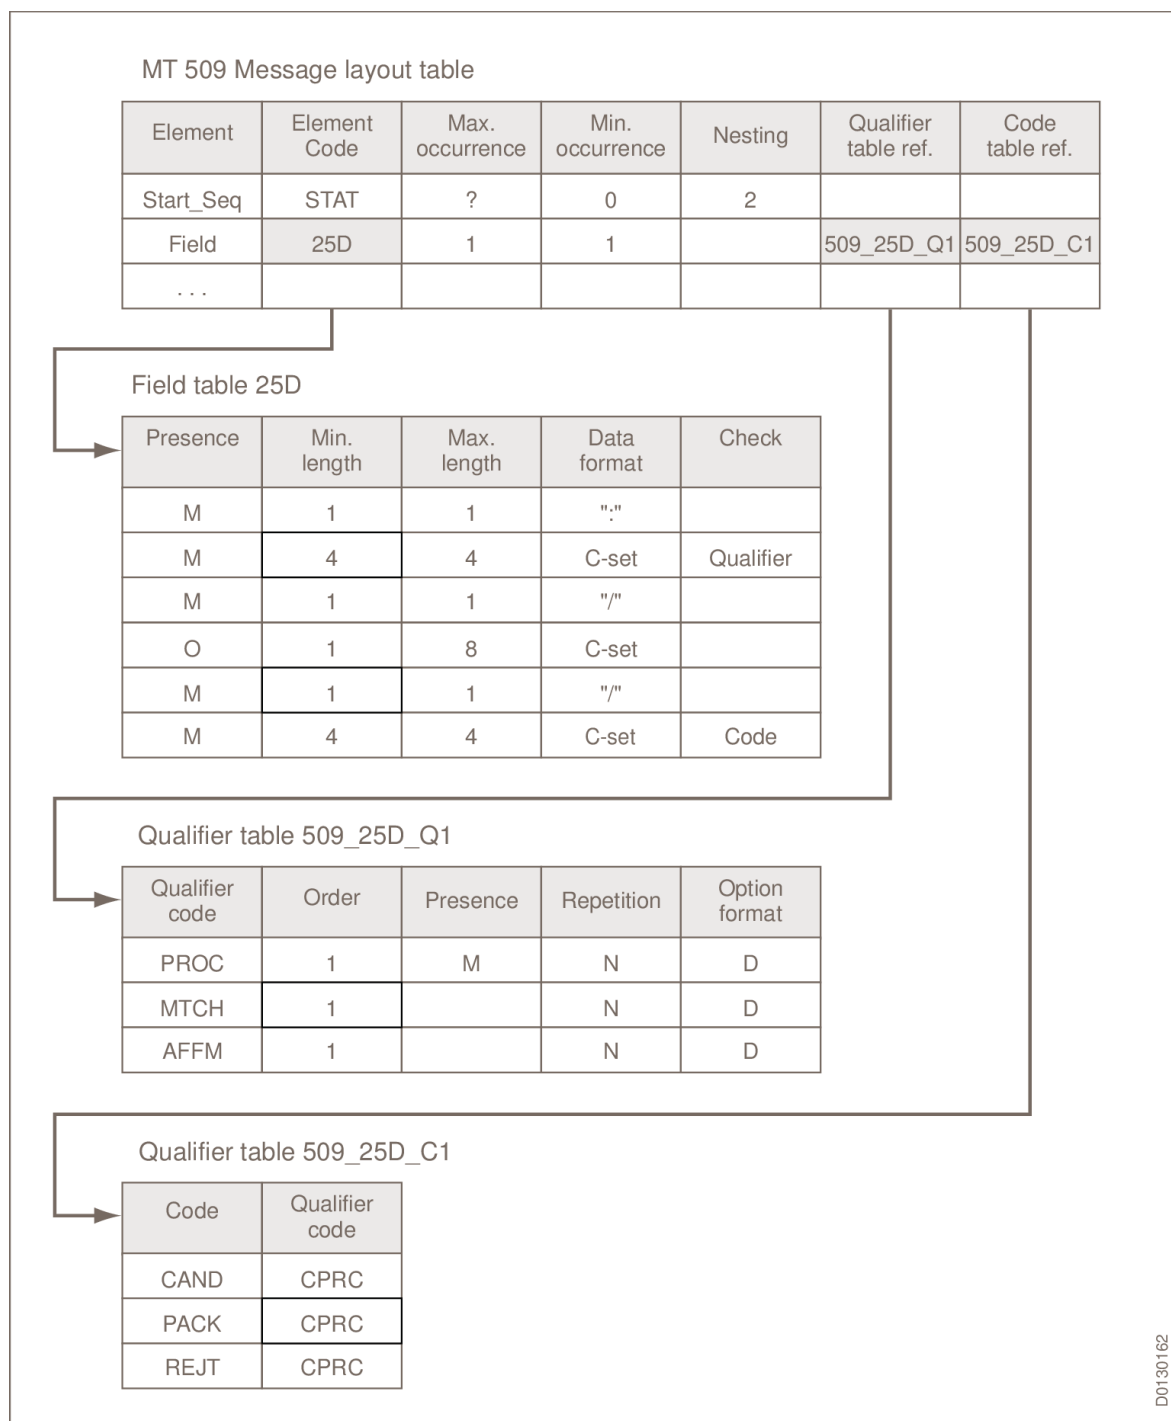 MT 509 Message layout table
Element Element Code Max. occurrence Min. occurrence Nesting Qualifier table ref. Code table ref.
Start_Seq STAT ? 0 2
Field 25D 1 1 509_25D_Q1 509_25D_C1
. . .
Field table 25D
Presence Min. length Max. length Data format Check
M 1 1 ":"
M 4 4 C-set Qualifier
M 1 1 "/"
O 1 8 C-set
M 1 1 "/"
M 4 4 C-set Code
Qualifier table 509_25D_Q1
Qualifier code Order Presence Repetition Option format
PROC 1 M N D
MTCH 1 N D
AFFM 1 N D
Qualifier table 509_25D_C1
Code Qualifier code
CAND CPRC
PACK CPRC
REJT CPRC
D0130162